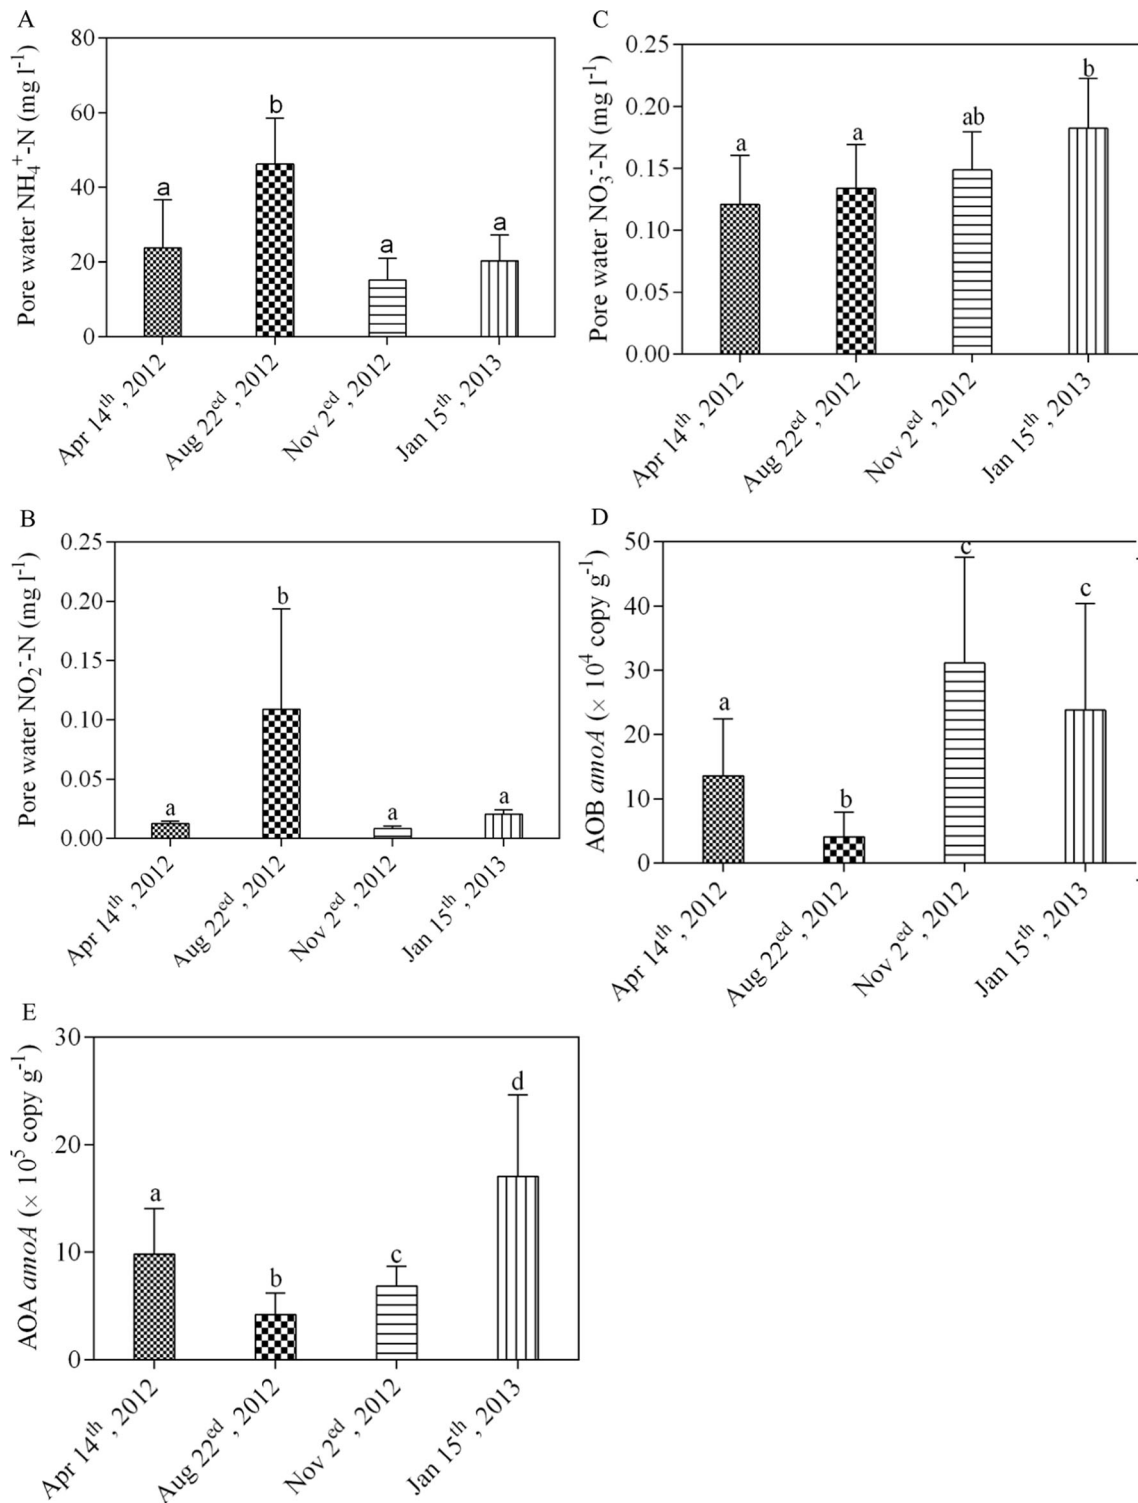 A
Pore water NH₄⁺-N (mg l⁻¹)
80
60
40
20
0
a
b
a
a
Apr 14ᵗʰ, 2012
Aug 22ᵉᵈ, 2012
Nov 2ᵉᵈ, 2012
Jan 15ᵗʰ, 2013
C
Pore water NO₃⁻-N (mg l⁻¹)
0.25
0.20
0.15
0.10
0.05
0.00
a
a
ab
b
Apr 14ᵗʰ, 2012
Aug 22ᵉᵈ, 2012
Nov 2ᵉᵈ, 2012
Jan 15ᵗʰ, 2013
B
Pore water NO₂⁻-N (mg l⁻¹)
0.25
0.20
0.15
0.10
0.05
0.00
a
b
a
a
Apr 14ᵗʰ, 2012
Aug 22ᵉᵈ, 2012
Nov 2ᵉᵈ, 2012
Jan 15ᵗʰ, 2013
D
AOB amoA (× 10⁴ copy g⁻¹)
50
40
30
20
10
0
a
b
c
c
Apr 14ᵗʰ, 2012
Aug 22ᵉᵈ, 2012
Nov 2ᵉᵈ, 2012
Jan 15ᵗʰ, 2013
E
AOA amoA (× 10⁵ copy g⁻¹)
30
20
10
0
a
b
c
d
Apr 14ᵗʰ, 2012
Aug 22ᵉᵈ, 2012
Nov 2ᵉᵈ, 2012
Jan 15ᵗʰ, 2013